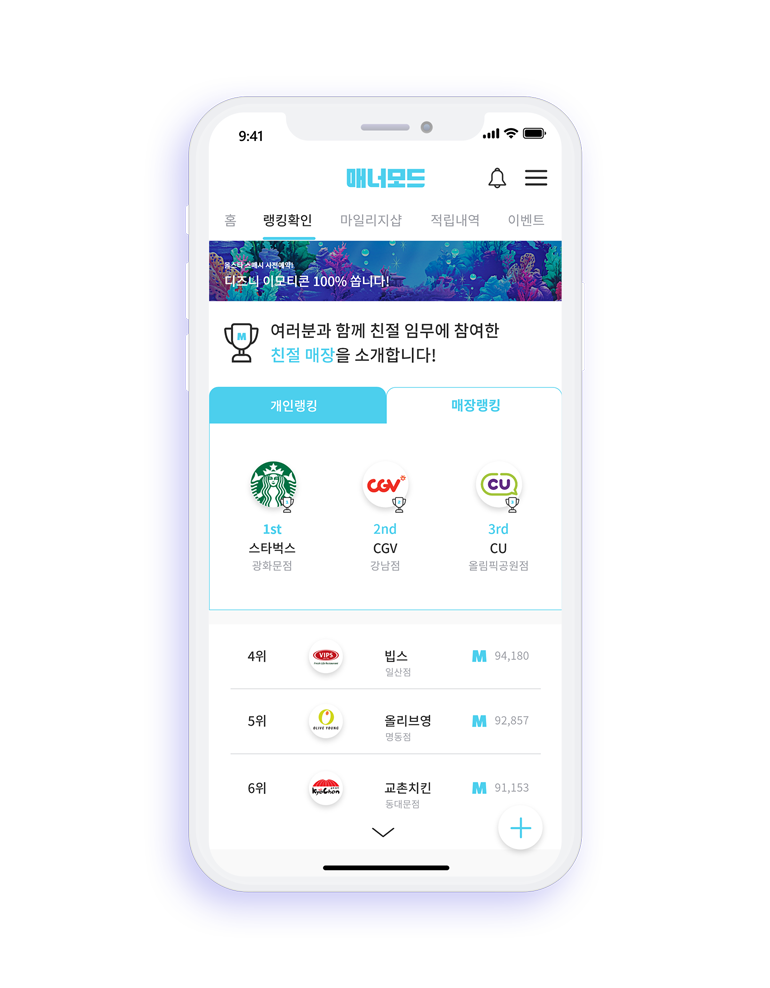 9:41
매너모드
홈 랭킹확인 마일리지샵 적립내역 이벤트
몰스타 스매시 사전예약!
디즈니 이모티콘 100% 쏩니다!
M
여러분과 함께 친절 임무에 참여한
친절 매장을 소개합니다!
개인랭킹 매장랭킹
CGV
CU
1st 2nd 3rd
스타벅스 CGV CU
광화문점 강남점 올림픽공원점
4위 VIPS 빕스 M 94,180
일산점
5위 OLIVE YOUNG 올리브영 M 92,857
명동점
6위 KyoChon 교촌치킨 M 91,153
동대문점